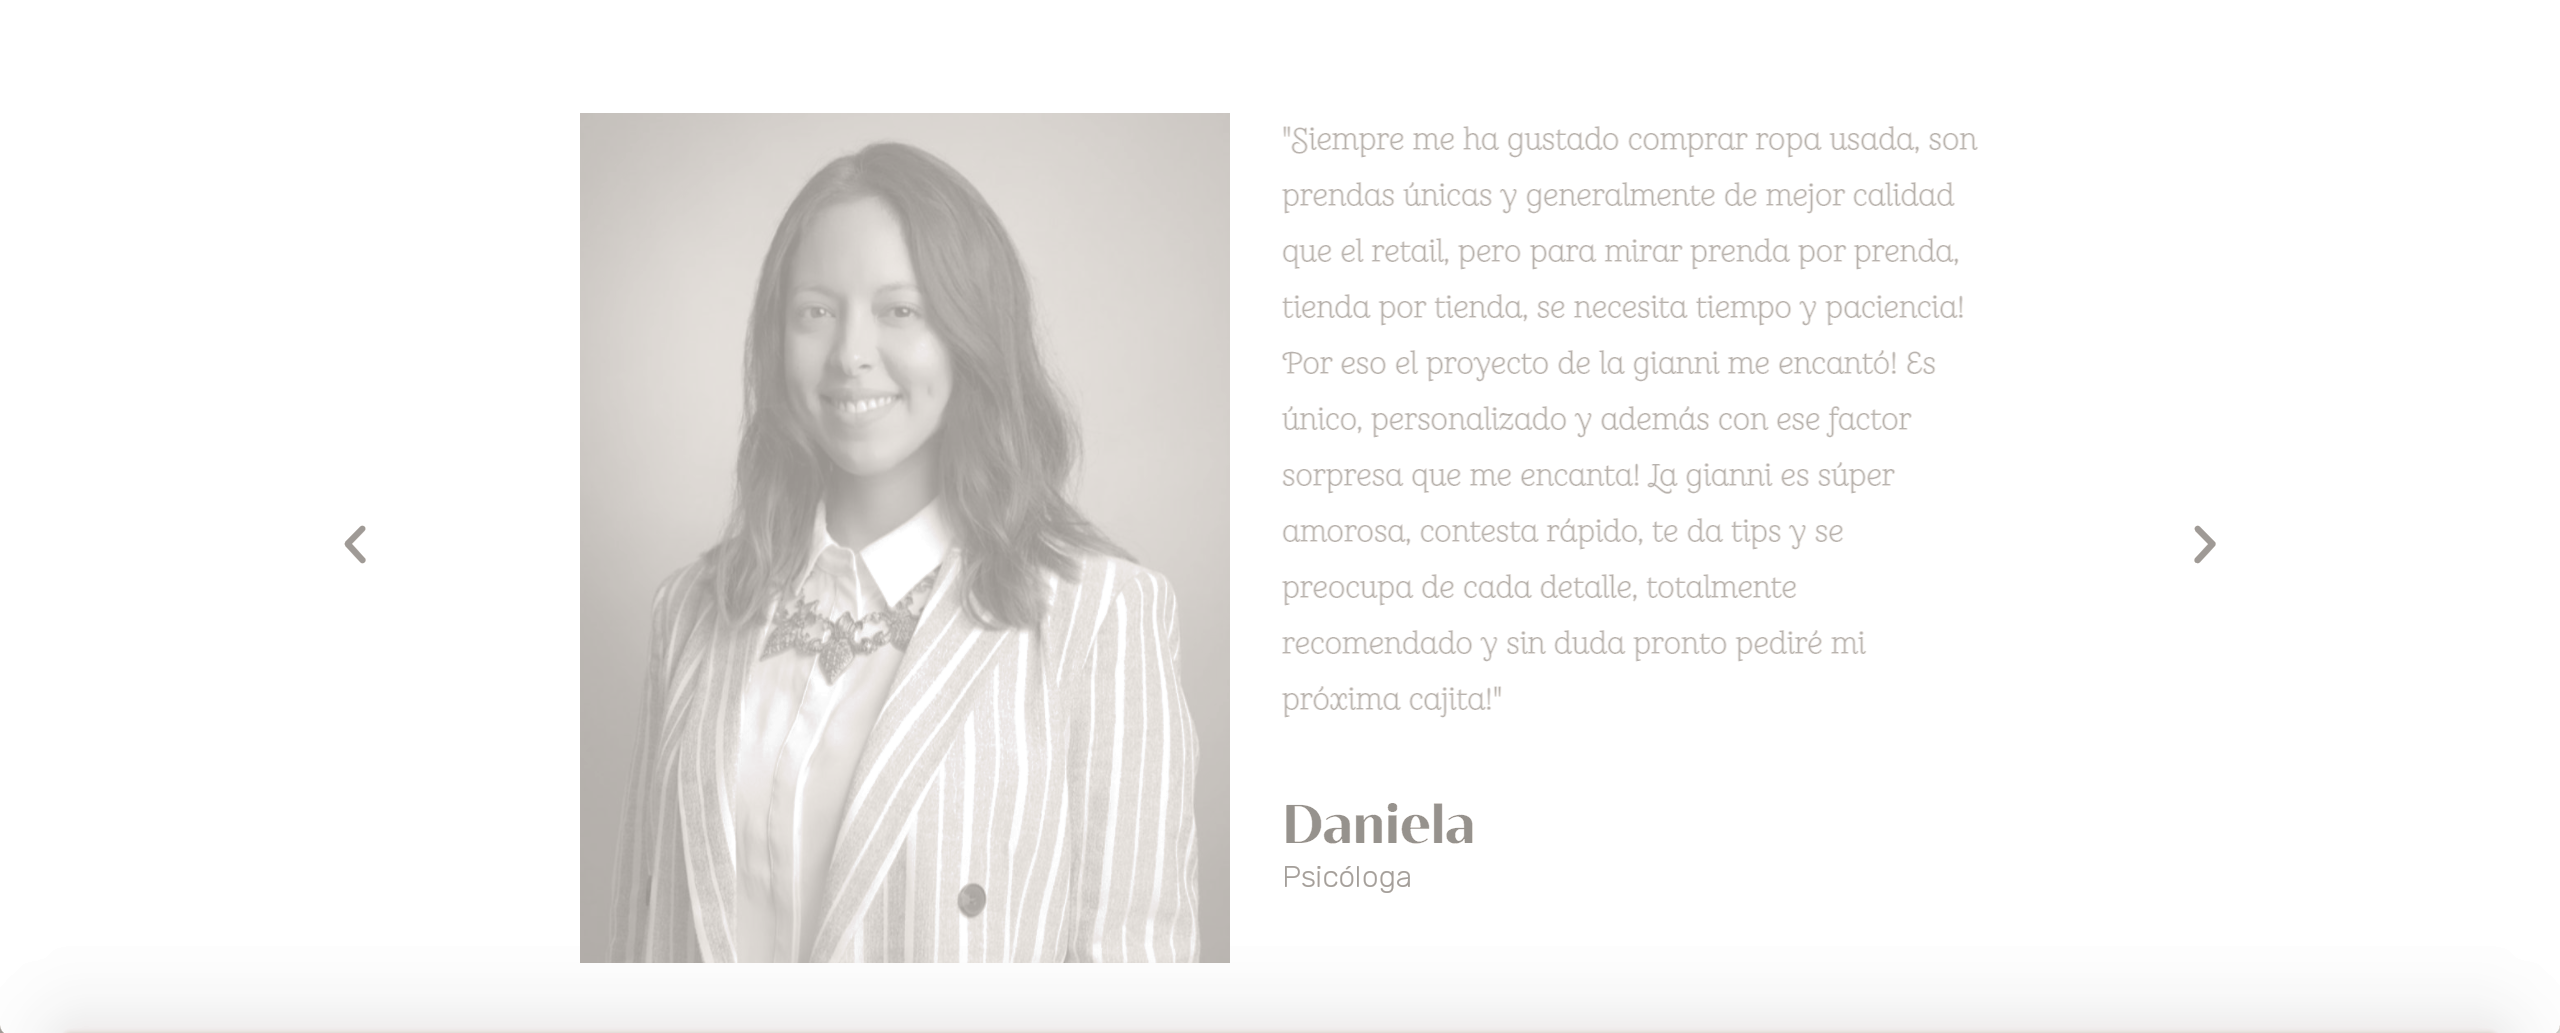 "Siempre me ha gustado comprar ropa usada, son
prendas únicas y generalmente de mejor calidad
que el retail, pero para mirar prenda por prenda,
tienda por tienda, se necesita tiempo y paciencia!
Por eso el proyecto de la gianni me encantó! Es
único, personalizado y además con ese factor
sorpresa que me encanta! La gianni es súper
amorosa, contesta rápido, te da tips y se
preocupa de cada detalle, totalmente
recomendado y sin duda pronto pediré mi
próxima cajita!"
Daniela
Psicóloga